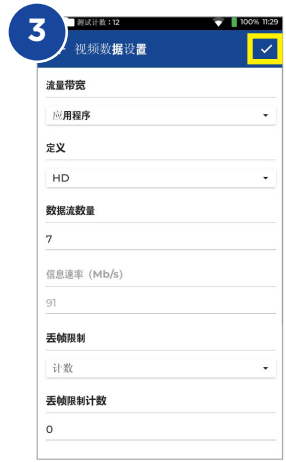 3
测试计数：12
100% 11:29
视频数据设置
流量带宽
应用程序
定义
HD
数据流数量
7
信息速率（Mb/s）
91
丢帧限制
计数
丢帧限制计数
0